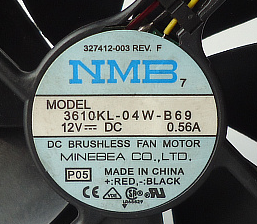 327412-003 REV. F
NMB 7
MODEL
3610KL-04W-B69
12V⎓ DC 0.56A
DC BRUSHLESS FAN MOTOR
MINEBEA CO.,LTD.
P05 MADE IN CHINA
+:RED,-:BLACK